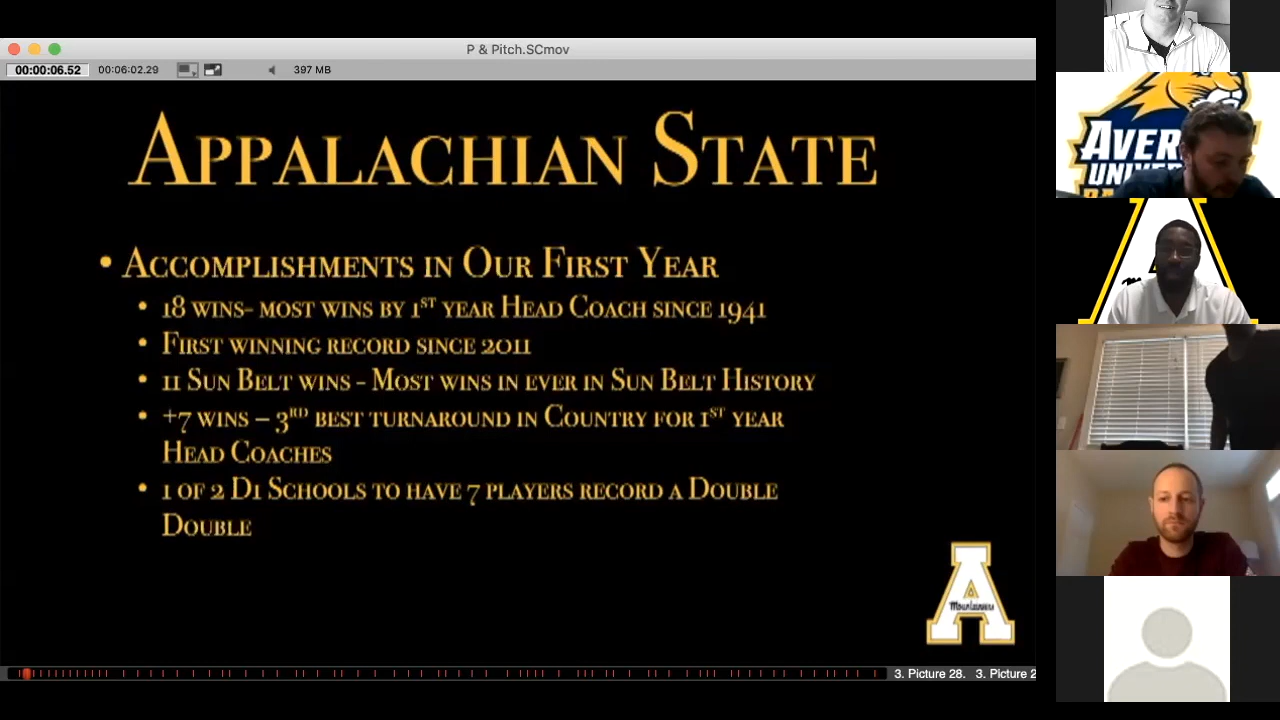 P & Pitch.SCmov
00:00:06.52 00:06:02.29 397 MB
Appalachian State
• Accomplishments in Our First Year
• 18 wins- most wins by 1st year Head Coach since 1941
• First winning record since 2011
• 11 Sun Belt wins - Most wins in ever in Sun Belt History
• +7 wins – 3rd best turnaround in Country for 1st year
Head Coaches
• 1 of 2 D1 Schools to have 7 players record a Double
Double
A
Mountaineers
3. Picture 28. 3. Picture 2
AVER
UNIVER